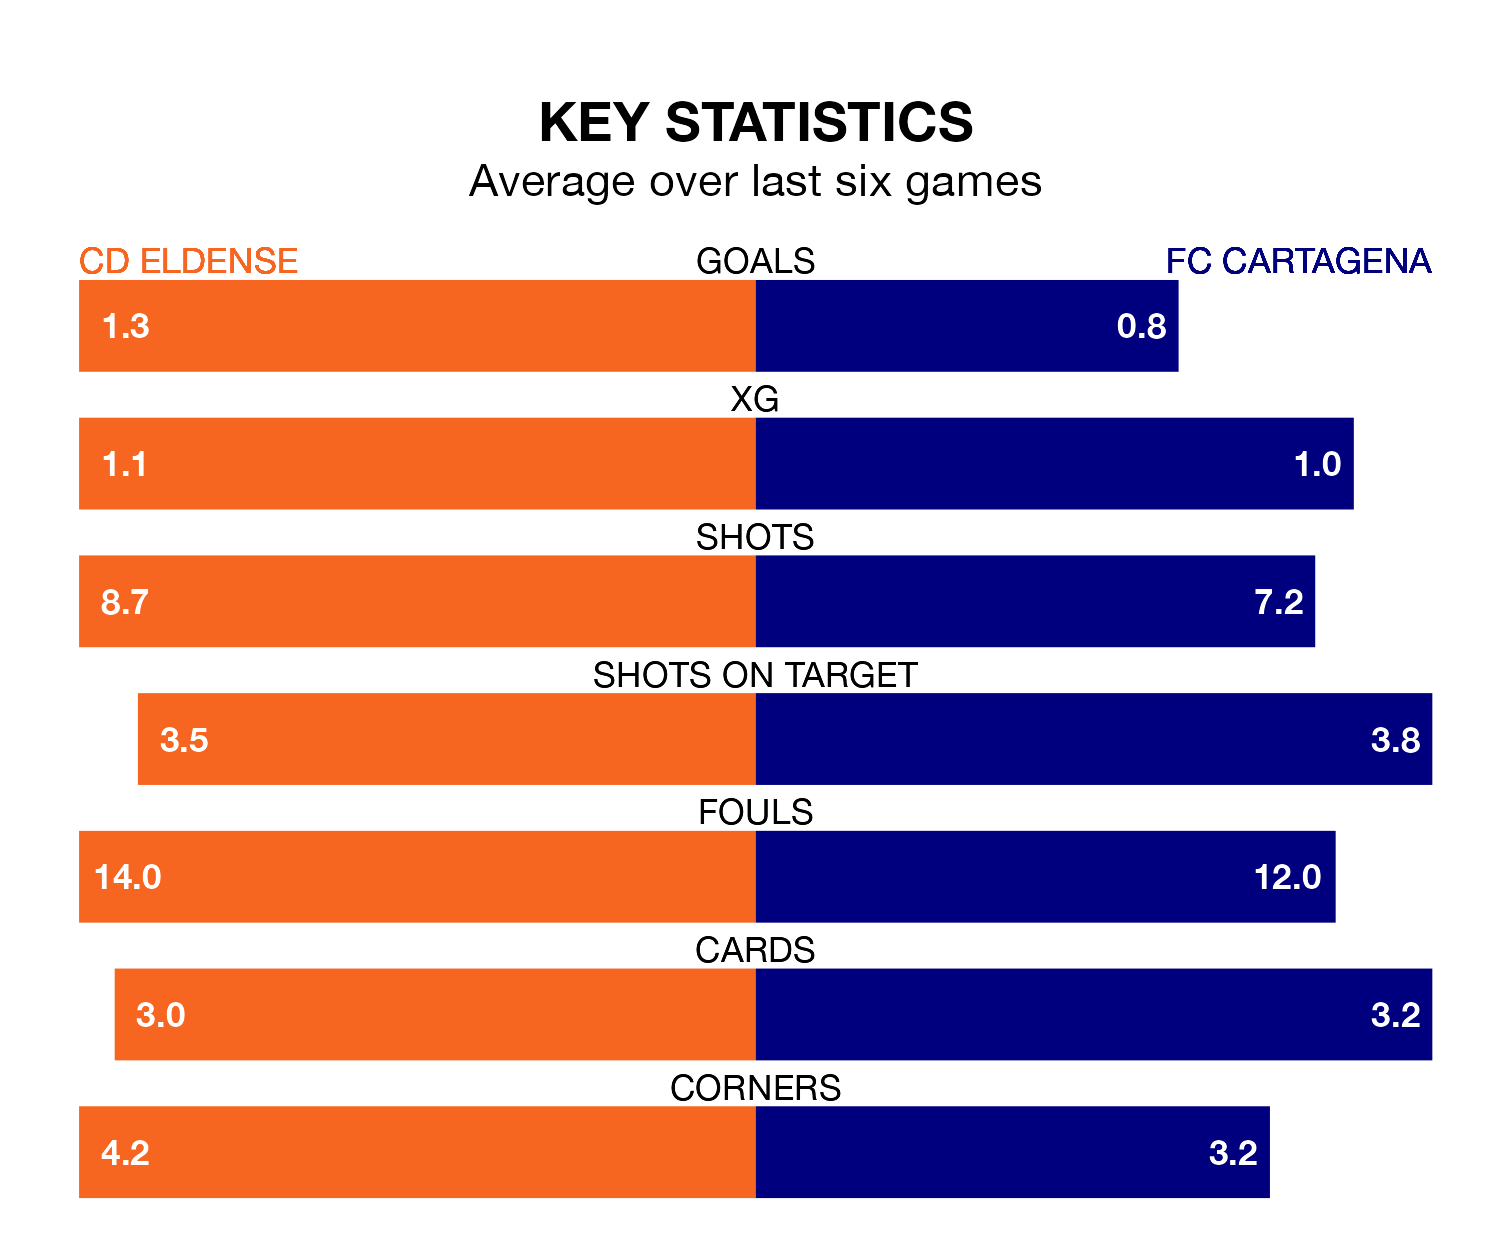 KEY STATISTICS
Average over last six games
CD ELDENSE GOALS FC CARTAGENA
1.3 0.8
XG
1.1 1.0
SHOTS
8.7 7.2
SHOTS ON TARGET
3.5 3.8
FOULS
14.0 12.0
CARDS
3.0 3.2
CORNERS
4.2 3.2